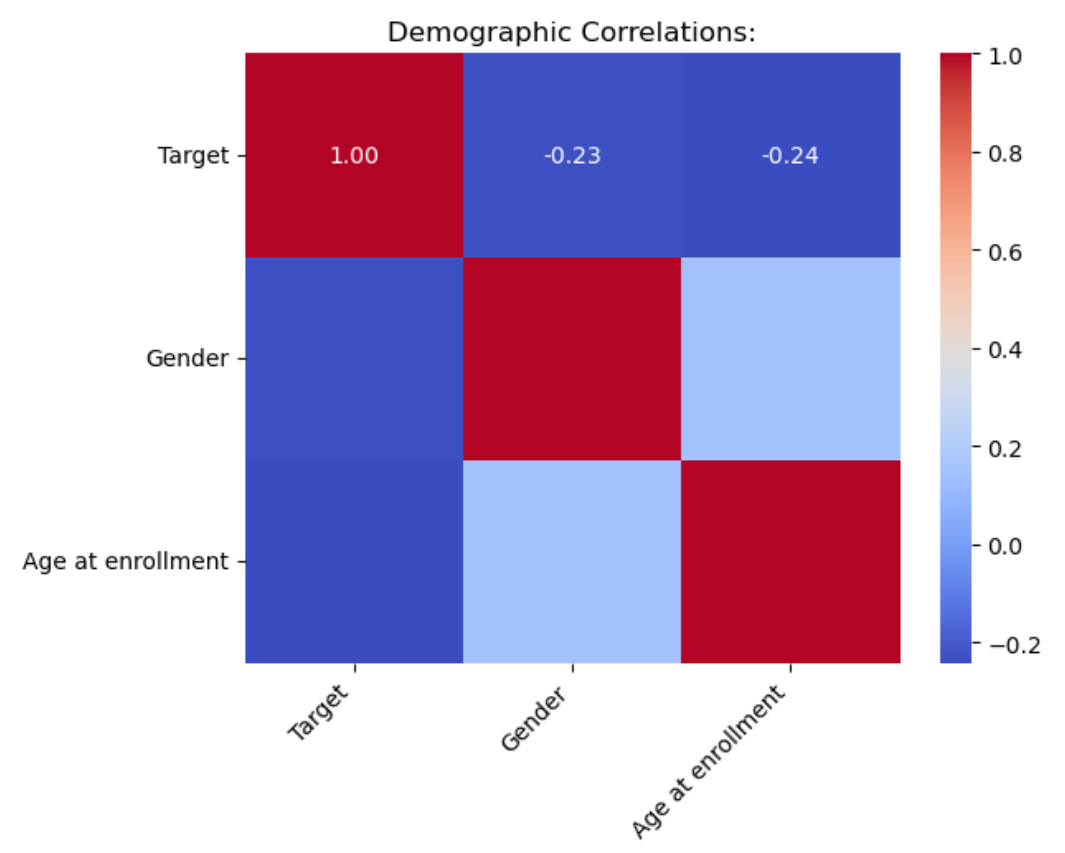 Demographic Correlations:
Target
1.00
-0.23
-0.24
Gender
Age at enrollment
Target
Gender
Age at enrollment
1.0
0.8
0.6
0.4
0.2
0.0
−0.2